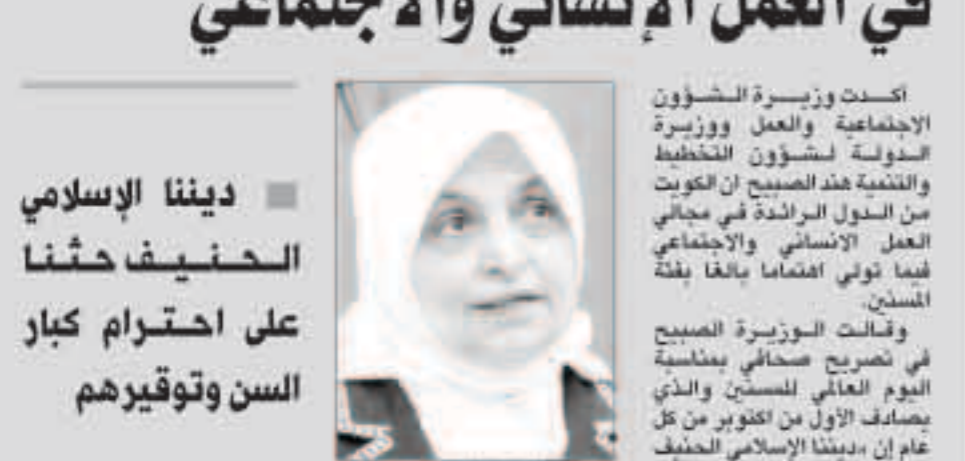 في العمل الإنساني والاجتماعي
أكدت وزيرة الشؤون
الاجتماعية والعمل ووزيرة
الدولة لشؤون التخطيط
والتنمية هند الصبيح ان الكويت
من الدول الرائدة في مجالي
العمل الانساني والاجتماعي
فيما تولي اهتماما بالغا بفئة
المسنين.
وقالت الوزيرة الصبيح
في تصريح صحافي بمناسبة
اليوم العالمي للمسنين والذي
يصادف الأول من اكتوبر من كل
عام إن «ديننا الإسلامي الحنيف
ديننا الإسلامي
الحنيف حثنا
على احترام كبار
السن وتوقيرهم